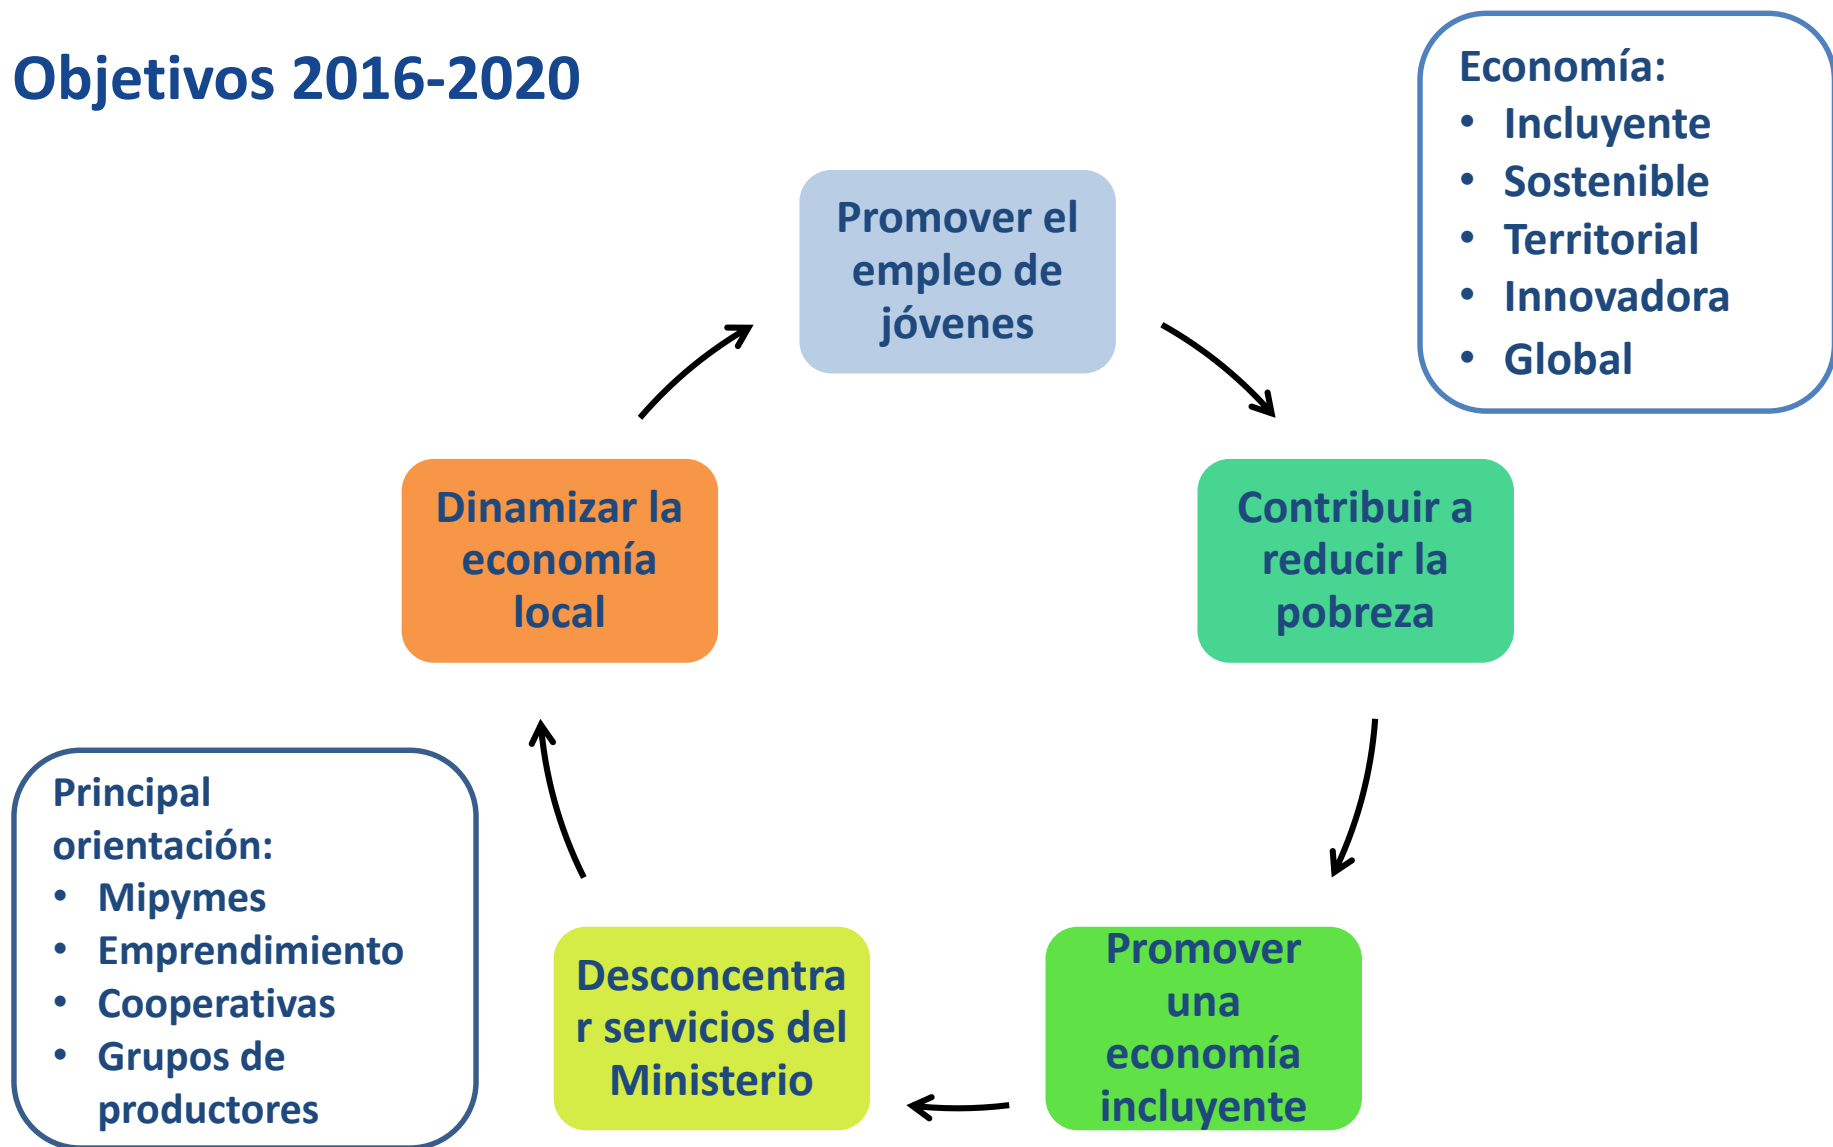 Objetivos 2016-2020
Economía:
• Incluyente
• Sostenible
• Territorial
• Innovadora
• Global
Promover el
empleo de
jóvenes
Contribuir a
reducir la
pobreza
Promover
una
economía
incluyente
Desconcentra
r servicios del
Ministerio
Dinamizar la
economía
local
Principal
orientación:
• Mipymes
• Emprendimiento
• Cooperativas
• Grupos de
productores